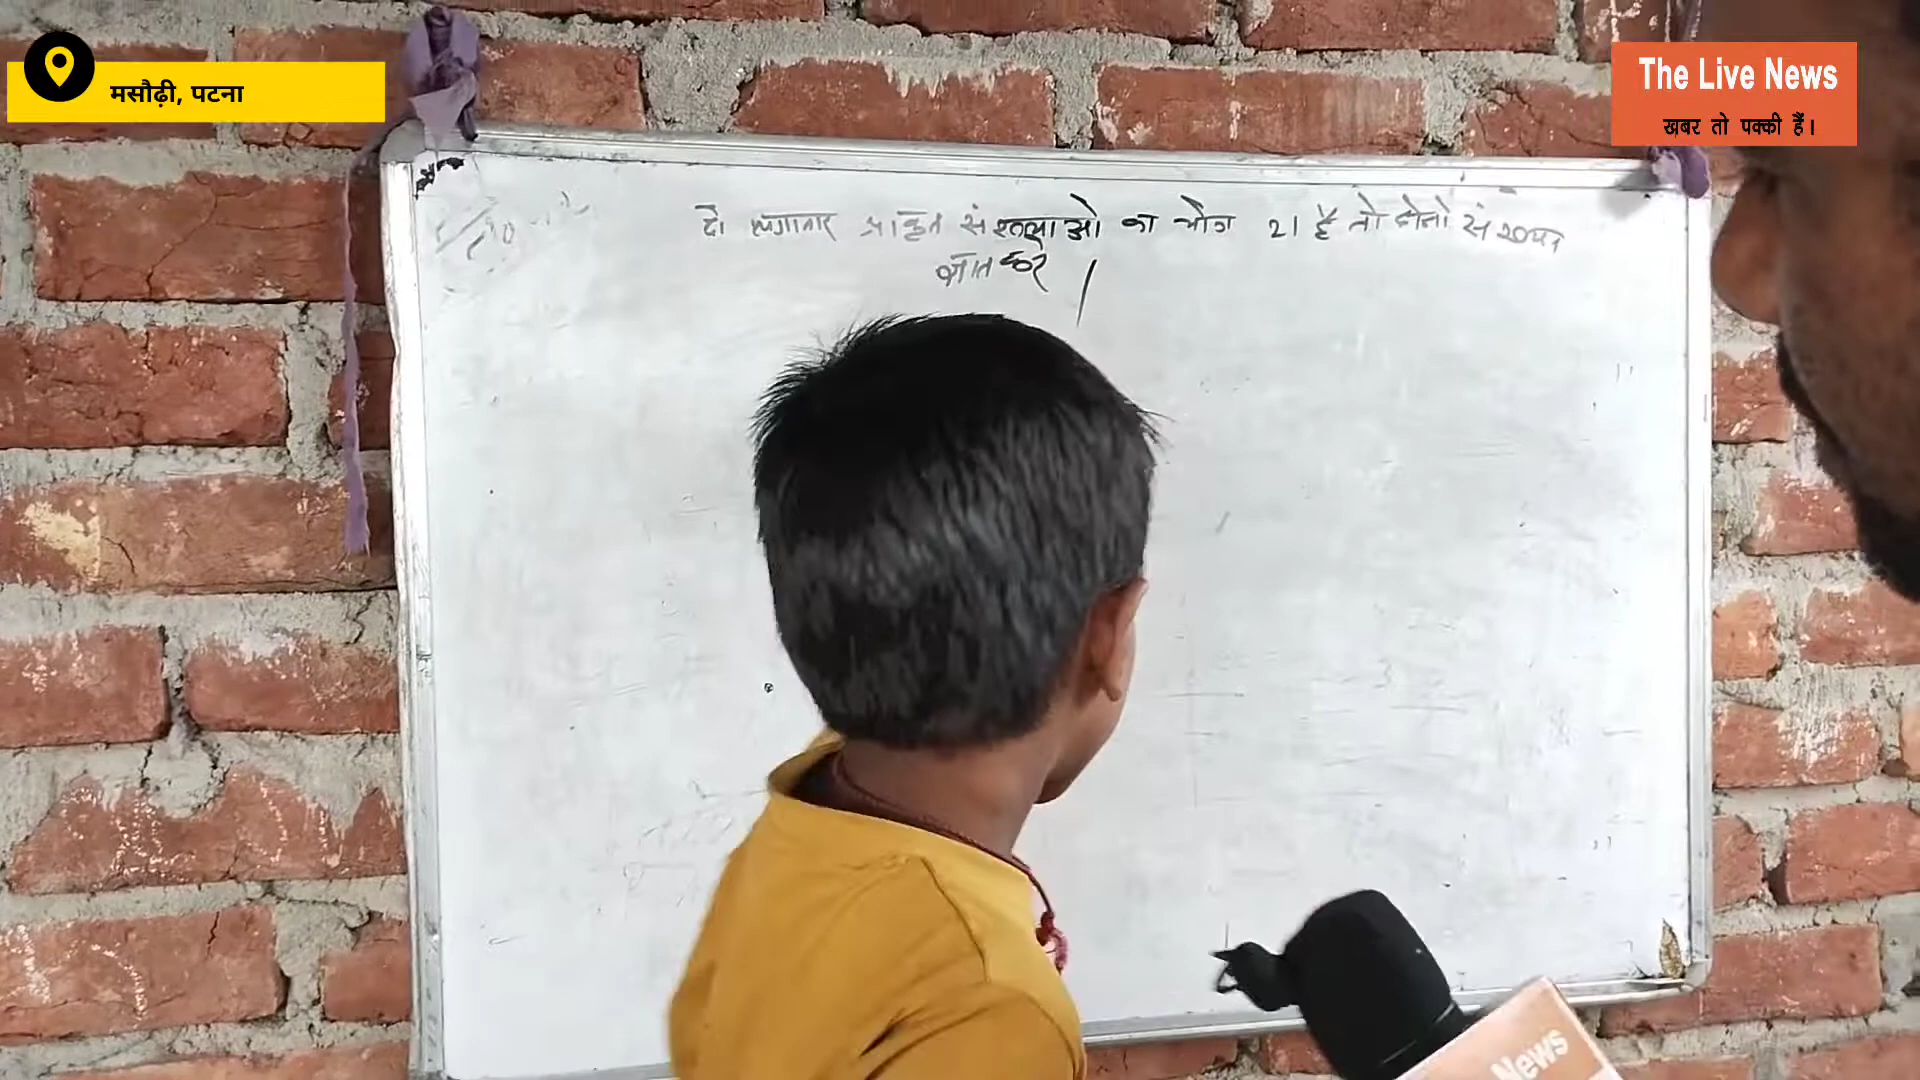 मसौढ़ी, पटना
The Live News
ख़बर तो पक्की हैं।
दो लगातार प्राकृत संख्याओ का योग 21 है तो दोनो संख्या
ज्ञात करे।
News